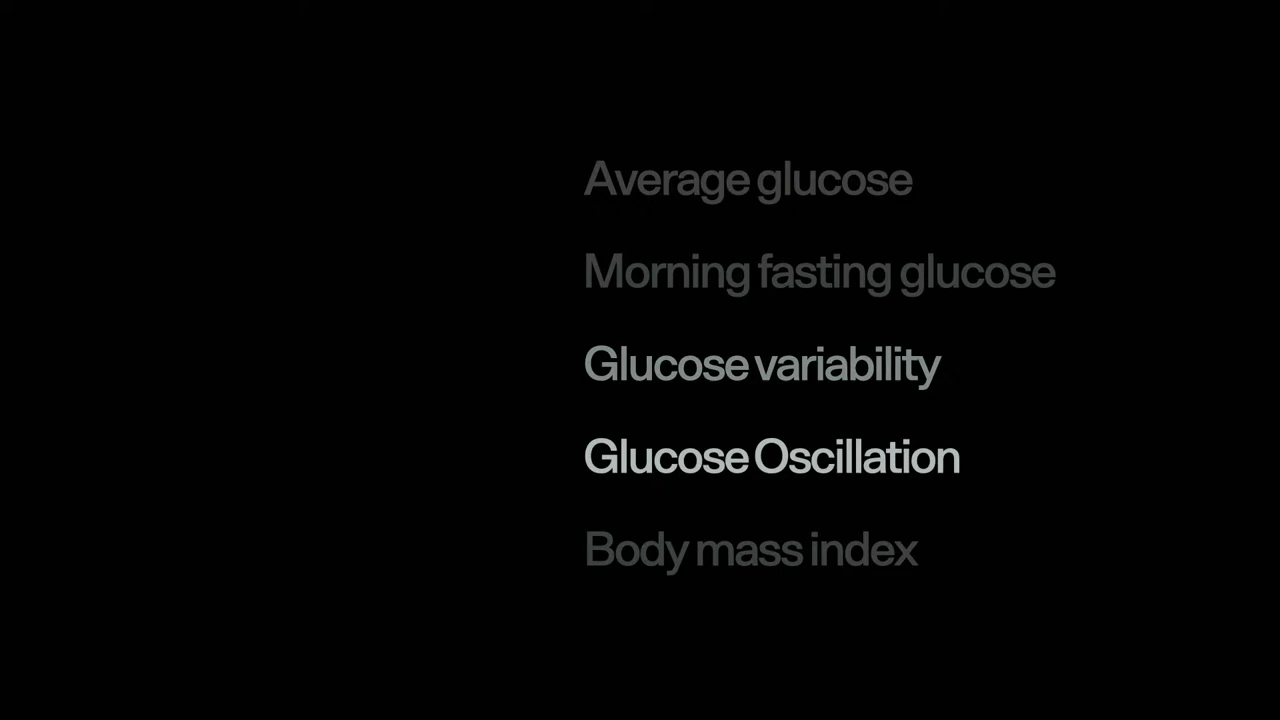 Average glucose
Morning fasting glucose
Glucose variability
Glucose Oscillation
Body mass index